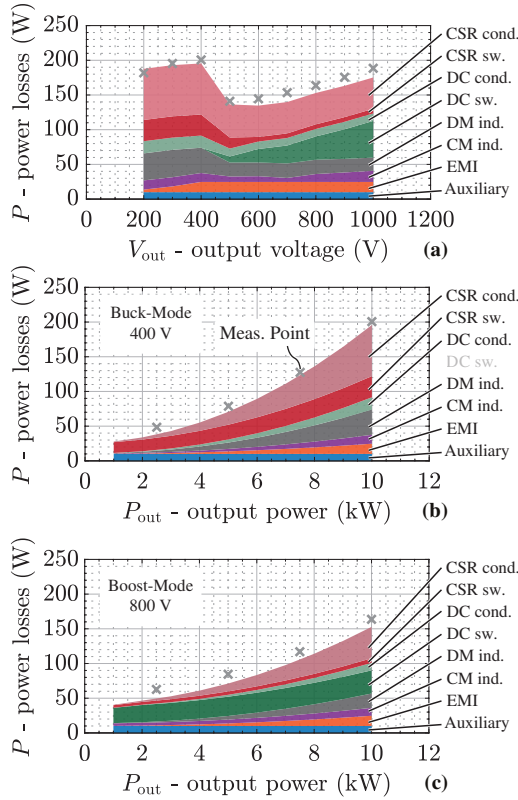 250
200
150
100
50
0
P - power losses (W)
0 200 400 600 800 1000 1200
V_out - output voltage (V) (a)
CSR cond.
CSR sw.
DC cond.
DC sw.
DM ind.
CM ind.
EMI
Auxiliary
250
200
150
100
50
0
P - power losses (W)
Buck-Mode
400 V
Meas. Point
0 2 4 6 8 10 12
P_out - output power (kW) (b)
CSR cond.
CSR sw.
DC cond.
DC sw.
DM ind.
CM ind.
EMI
Auxiliary
250
200
150
100
50
0
P - power losses (W)
Boost-Mode
800 V
0 2 4 6 8 10 12
P_out - output power (kW) (c)
CSR cond.
CSR sw.
DC cond.
DC sw.
DM ind.
CM ind.
EMI
Auxiliary